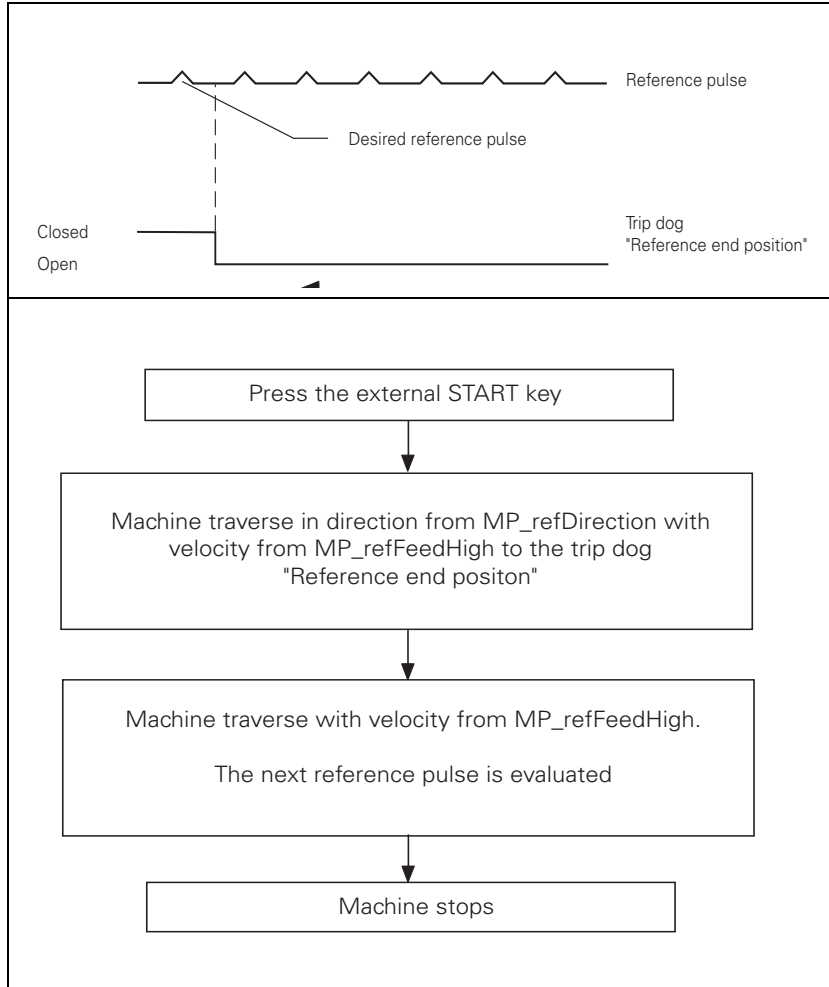 Reference pulse
Desired reference pulse
Closed
Open
Trip dog
"Reference end position"
Press the external START key
Machine traverse in direction from MP_refDirection with
velocity from MP_refFeedHigh to the trip dog
"Reference end positon"
Machine traverse with velocity from MP_refFeedHigh.
The next reference pulse is evaluated
Machine stops